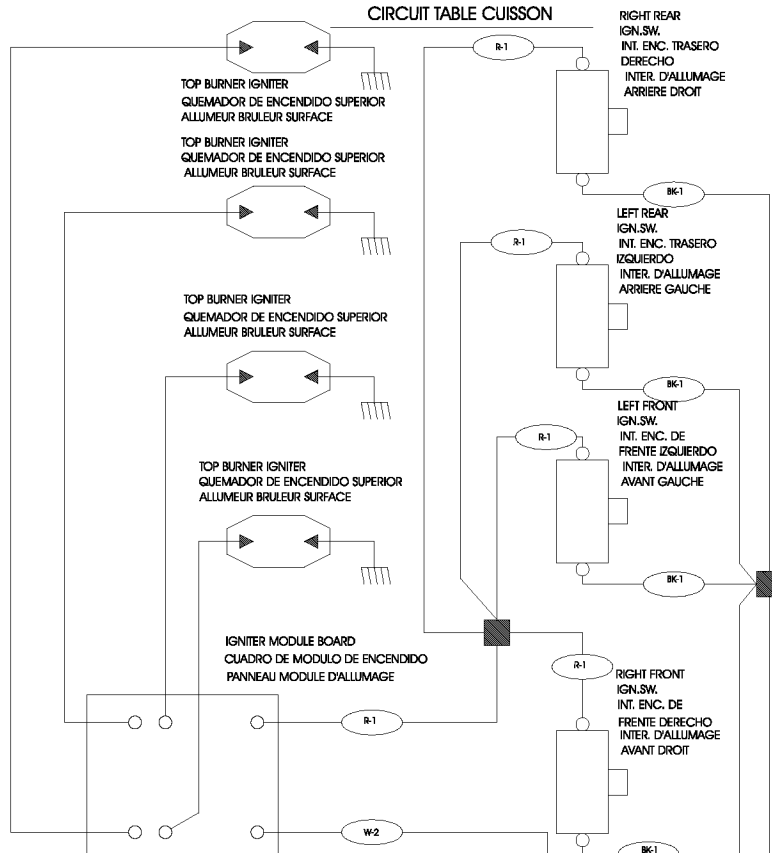 CIRCUIT TABLE CUISSON
TOP BURNER IGNITER
QUEMADOR DE ENCENDIDO SUPERIOR
ALLUMEUR BRULEUR SURFACE
TOP BURNER IGNITER
QUEMADOR DE ENCENDIDO SUPERIOR
ALLUMEUR BRULEUR SURFACE
TOP BURNER IGNITER
QUEMADOR DE ENCENDIDO SUPERIOR
ALLUMEUR BRULEUR SURFACE
TOP BURNER IGNITER
QUEMADOR DE ENCENDIDO SUPERIOR
ALLUMEUR BRULEUR SURFACE
IGNITER MODULE BOARD
CUADRO DE MODULO DE ENCENDIDO
PANNEAU MODULE D'ALLUMAGE
R-1
W-2
R-1
RIGHT REAR
IGN.SW.
INT. ENC. TRASERO
DERECHO
INTER. D'ALLUMAGE
ARRIERE DROIT
BK-1
R-1
LEFT REAR
IGN.SW.
INT. ENC. TRASERO
IZQUIERDO
INTER. D'ALLUMAGE
ARRIERE GAUCHE
BK-1
R-1
LEFT FRONT
IGN.SW.
INT. ENC. DE
FRENTE IZQUIERDO
INTER. D'ALLUMAGE
AVANT GAUCHE
BK-1
R-1
RIGHT FRONT
IGN.SW.
INT. ENC. DE
FRENTE DERECHO
INTER. D'ALLUMAGE
AVANT DROIT
BK-1